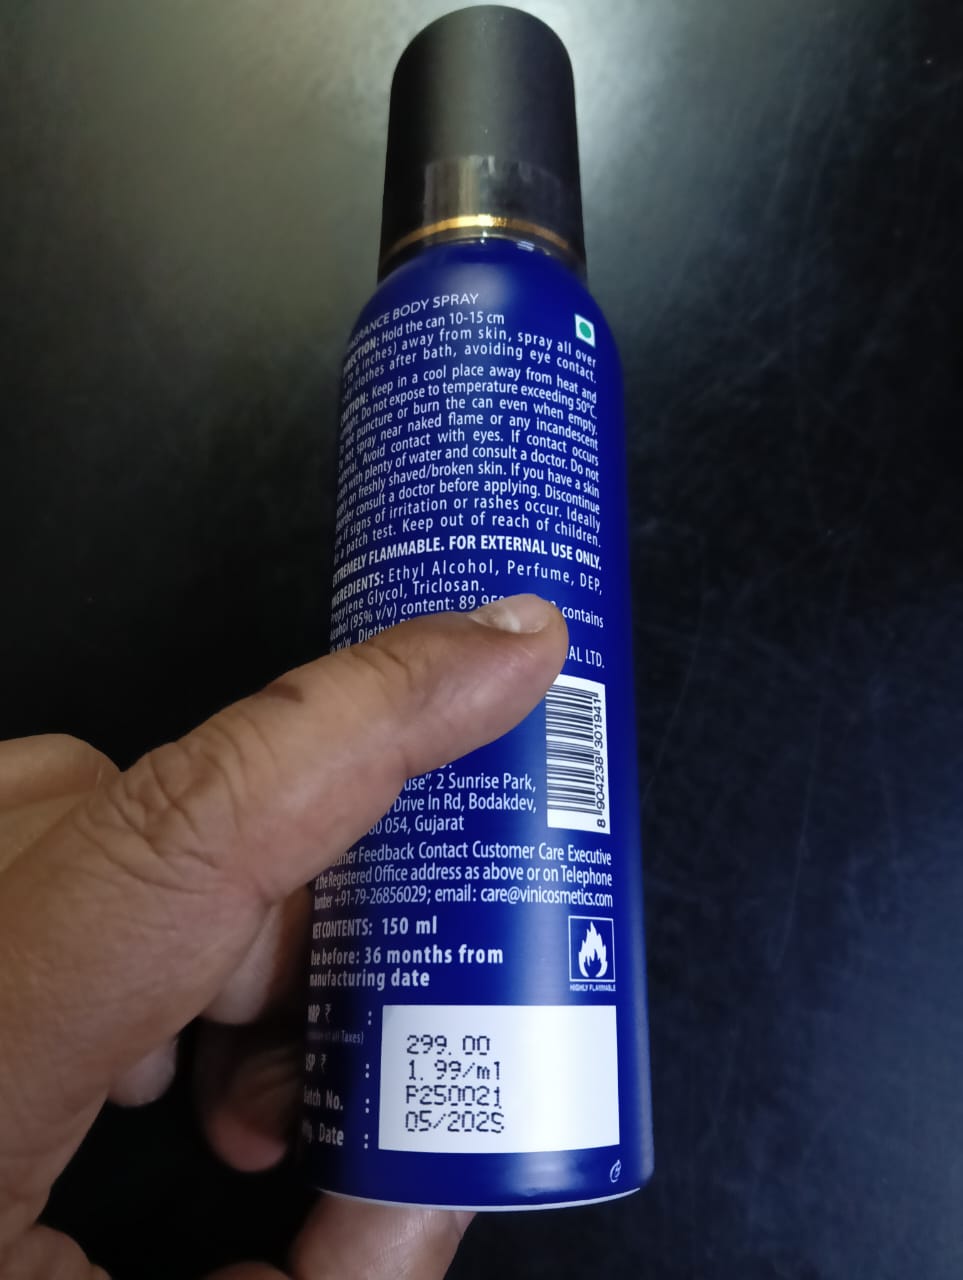 FRAGRANCE BODY SPRAY
DIRECTION: Hold the can 10-15 cm
6 inches) away from skin, spray all over
clothes after bath, avoiding eye contact.
CAUTION: Keep in a cool place away from heat and
Do not expose to temperature exceeding 50°C.
puncture or burn the can even when empty.
spray near naked flame or any incandescent
Avoid contact with eyes. If contact occurs
with plenty of water and consult a doctor. Do not
on freshly shaved/broken skin. If you have a skin
consult a doctor before applying. Discontinue
if signs of irritation or rashes occur. Ideally
a patch test. Keep out of reach of children.
EXTREMELY FLAMMABLE. FOR EXTERNAL USE ONLY.
INGREDIENTS: Ethyl Alcohol, Perfume, DEP,
Propylene Glycol, Triclosan.
Alcohol (95% v/v) content: contains
LTD.
2 Sunrise Park,
Drive In Rd, Bodakdev,
054, Gujarat
8 904238 301941
Feedback Contact Customer Care Executive
the Registered Office address as above or on Telephone
Number +91-79-26856029; email: care@vinicosmetics.com
NET CONTENTS: 150 ml
Use before: 36 months from
manufacturing date
HIGHLY FLAMMABLE
MRP ₹ : 299.00
of all Taxes)
USP ₹ : 1.99/ml
Batch No. : P250021
Mfg. Date : 05/2025